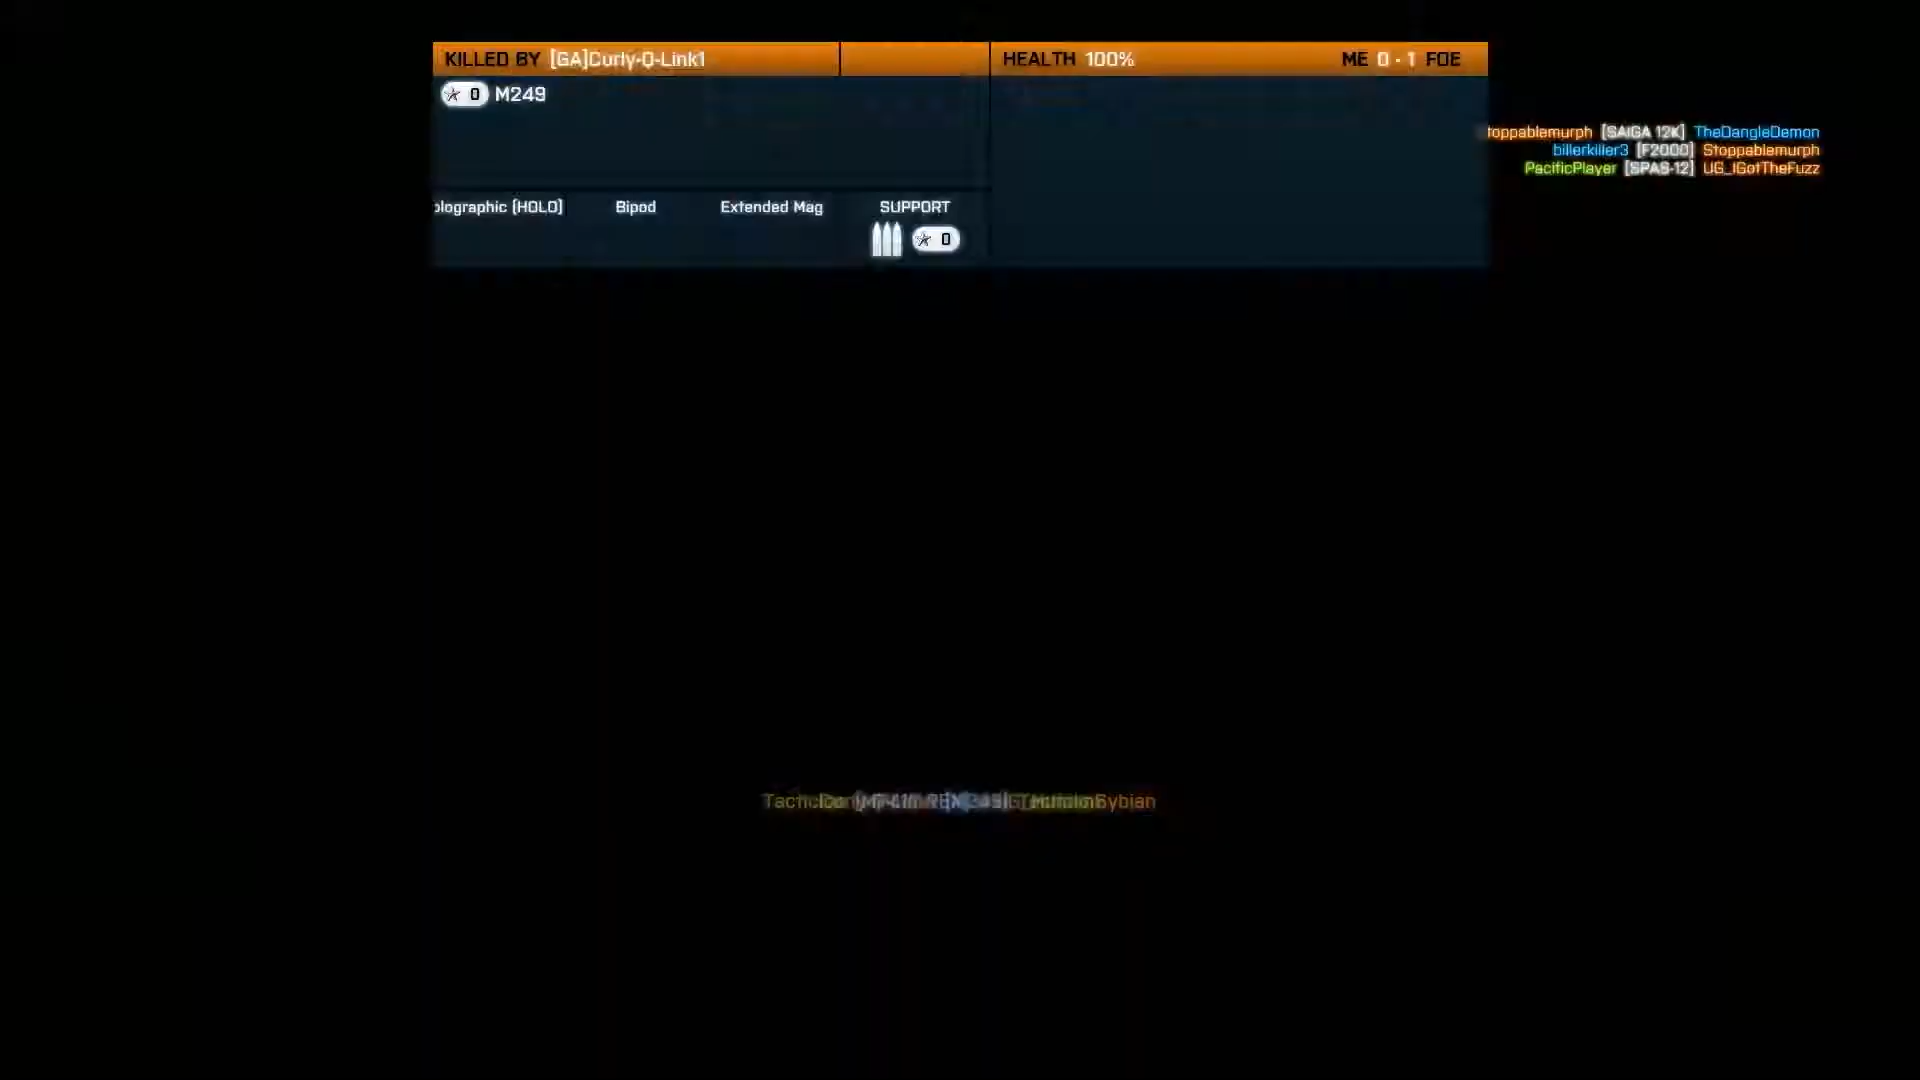 KILLED BY [GA]Curly-Q-Link1 HEALTH 100% ME 0 - 1 FOE
0 M249
toppablemurph [SAIGA 12K] TheDangleDemon
billerkiller3 [F2000] Stoppablemurph
PacificPlayer [SPAS-12] UG_IGotTheFuzz
olographic (HOLO) Bipod Extended Mag SUPPORT
0